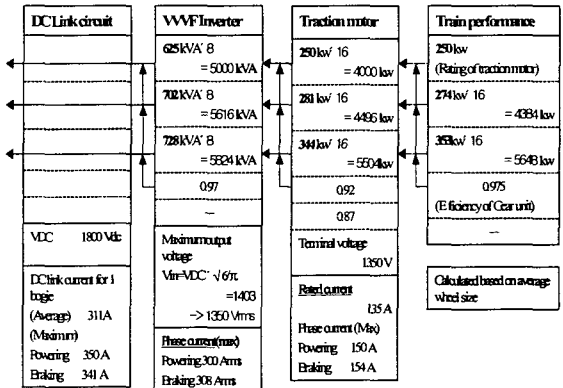 DC Link circuit
VDC 1800 Vdc
DC link current for 1
bogie
(Average) 311A
(Maximum)
Powering 350 A
Braking 341 A
VVVF Inverter
625 kVA* 8
= 5000 kVA
702 kVA* 8
= 5616 kVA
728 kVA* 8
= 5824 kVA
0.97
---
Maximum output
voltage
Vm=VDC* √6/π
=1403
-> 1350 Vrms
Phase current(max)
Powering 300 Arms
Braking 308 Arms
Traction motor
250 kw* 16
= 4000 kw
281 kw* 16
= 4496 kw
344 kw* 16
= 5504 kw
0.92
0.87
Terminal voltage
1350 V
Rated current
135 A
Phase current (Max)
Powering 150 A
Braking 154 A
Train performance
250 kw
(Rating of traction motor)
274 kw* 16
= 4384 kw
353 kw* 16
= 5648 kw
0.975
(Efficiency of Gear unit)
---
Calculated based on average
wheel size